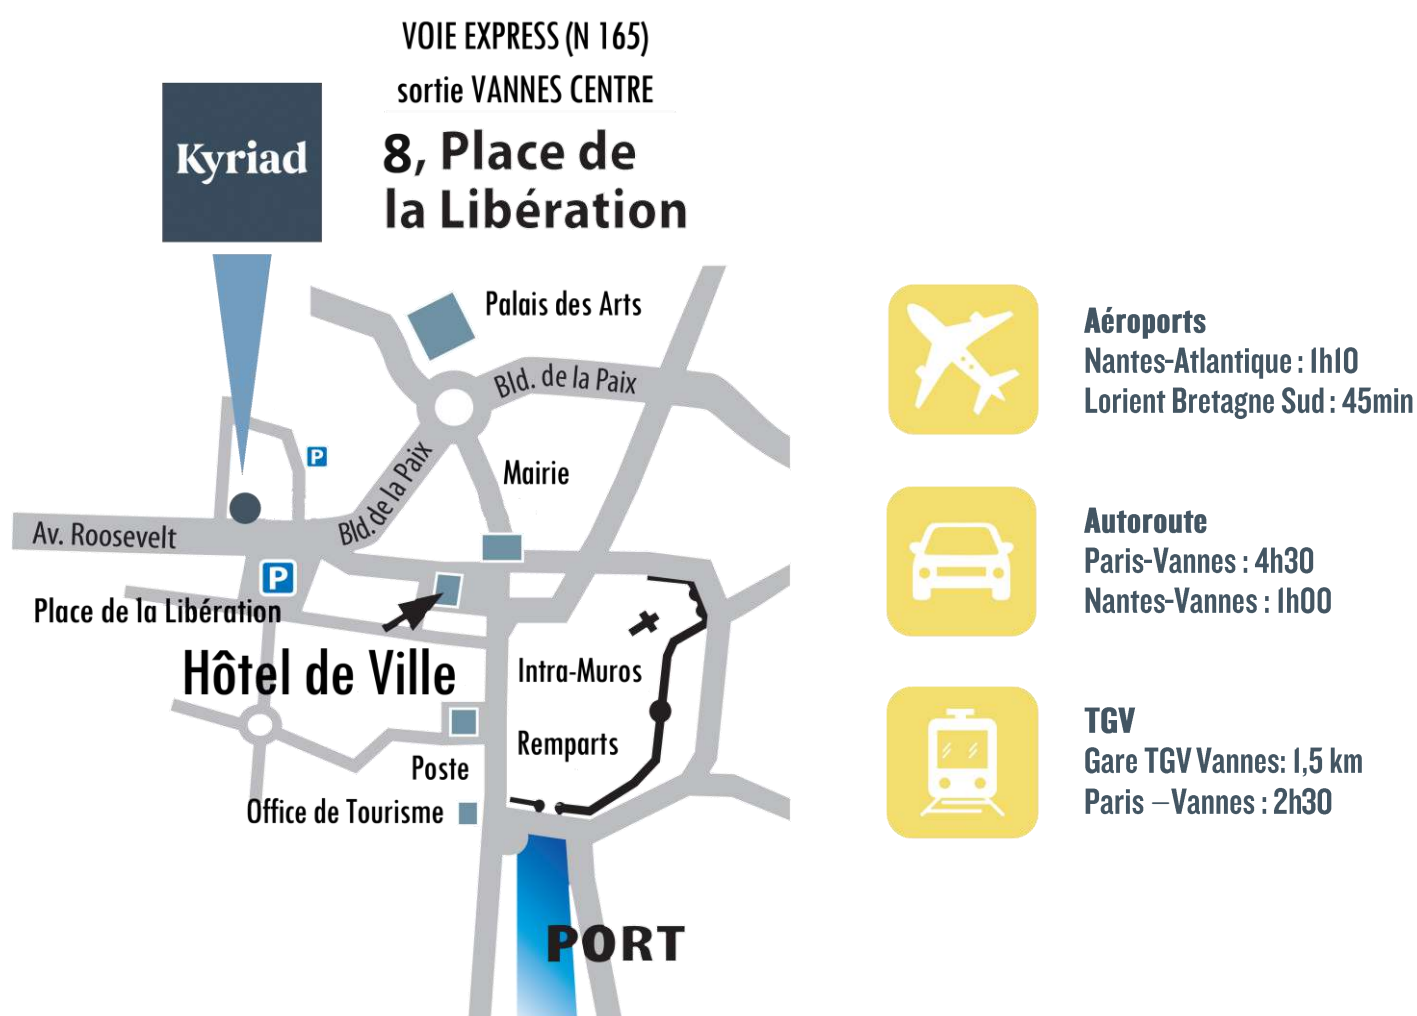 VOIE EXPRESS (N 165)
sortie VANNES CENTRE
Kyriad
8, Place de
la Libération
Palais des Arts
Bld. de la Paix
P
Mairie
Bld. de la Paix
Av. Roosevelt
P
Place de la Libération
Hôtel de Ville
Intra-Muros
Remparts
Poste
Office de Tourisme
PORT
Aéroports
Nantes-Atlantique : 1h10
Lorient Bretagne Sud : 45min
Autoroute
Paris-Vannes : 4h30
Nantes-Vannes : 1h00
TGV
Gare TGV Vannes: 1,5 km
Paris –Vannes : 2h30